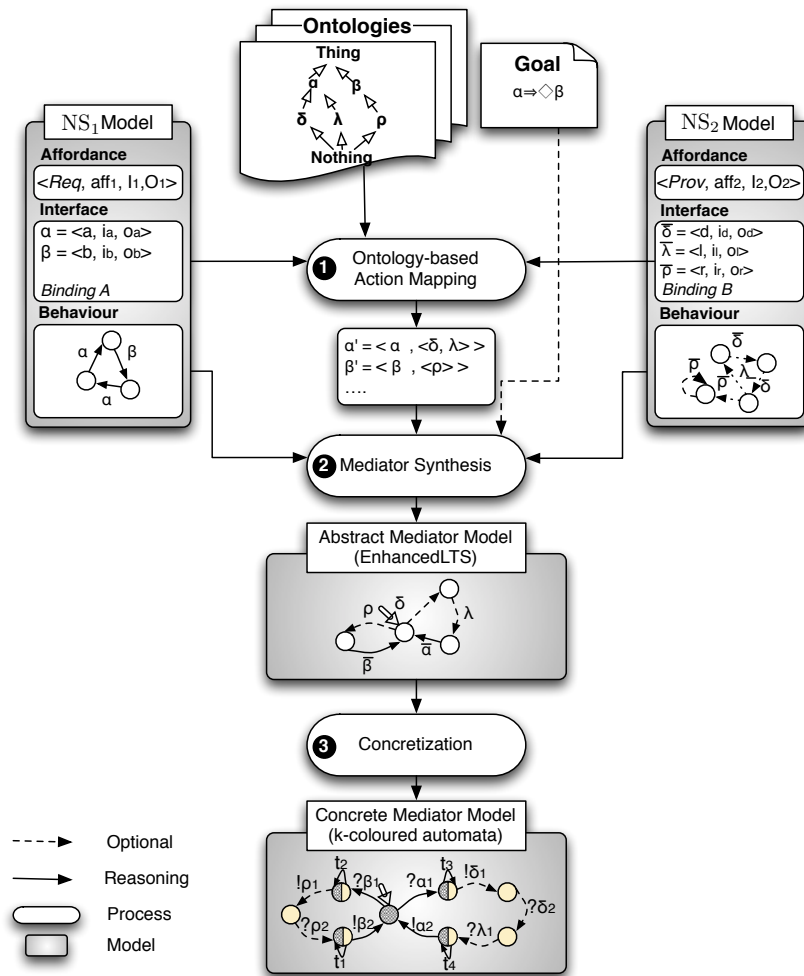 Ontologies
Thing
α β
δ λ ρ
Nothing
Goal
α⇒◇β
NS1 Model
Affordance
<Req, aff1, I1,O1>
Interface
α = <a, ia, oa>
β = <b, ib, ob>
Binding A
Behaviour
α β
α
NS2 Model
Affordance
<Prov, aff2, I2,O2>
Interface
δ̅ = <d, id, od>
λ̅ = <l, il, ol>
ρ̅ = <r, ir, or>
Binding B
Behaviour
δ̅
ρ̅ λ̅
ρ̅ δ̅
1 Ontology-based
Action Mapping
α' = < α , <δ, λ> >
β' = < β , <ρ> >
....
2 Mediator Synthesis
Abstract Mediator Model
(EnhancedLTS)
ρ δ λ
β̅ α̅
3 Concretization
Concrete Mediator Model
(k-coloured automata)
t2 t3
!ρ1 ?β1 ?α1 !δ1
?δ2
?ρ2 !β2 !α2 ?λ1
t1 t4
Optional
Reasoning
Process
Model